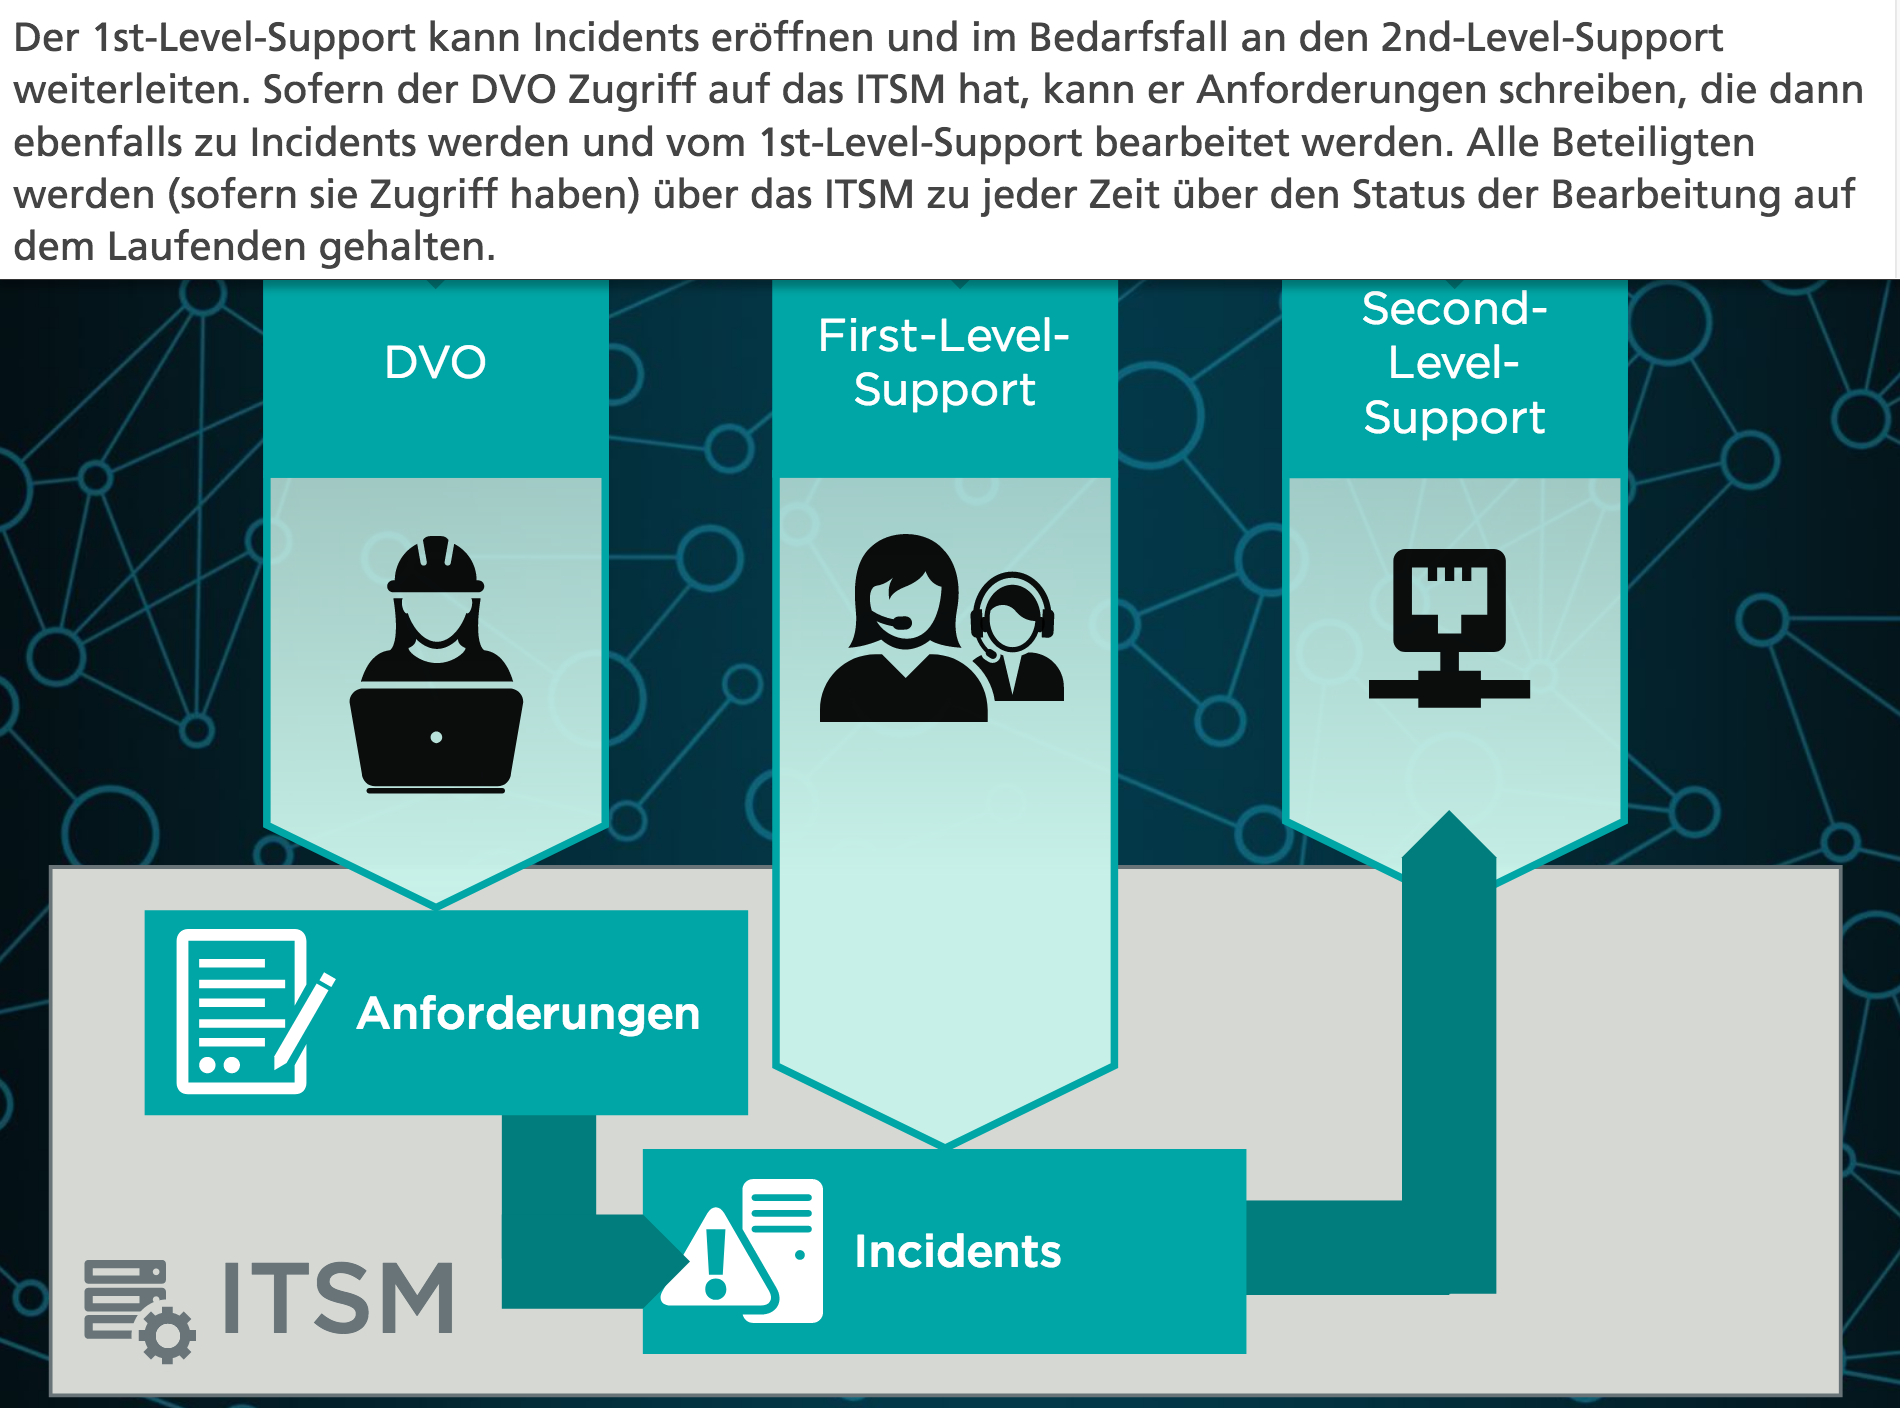 Der 1st-Level-Support kann Incidents eröffnen und im Bedarfsfall an den 2nd-Level-Support
weiterleiten. Sofern der DVO Zugriff auf das ITSM hat, kann er Anforderungen schreiben, die dann
ebenfalls zu Incidents werden und vom 1st-Level-Support bearbeitet werden. Alle Beteiligten
werden (sofern sie Zugriff haben) über das ITSM zu jeder Zeit über den Status der Bearbeitung auf
dem Laufenden gehalten.
DVO
First-Level-
Support
Second-
Level-
Support
Anforderungen
Incidents
ITSM